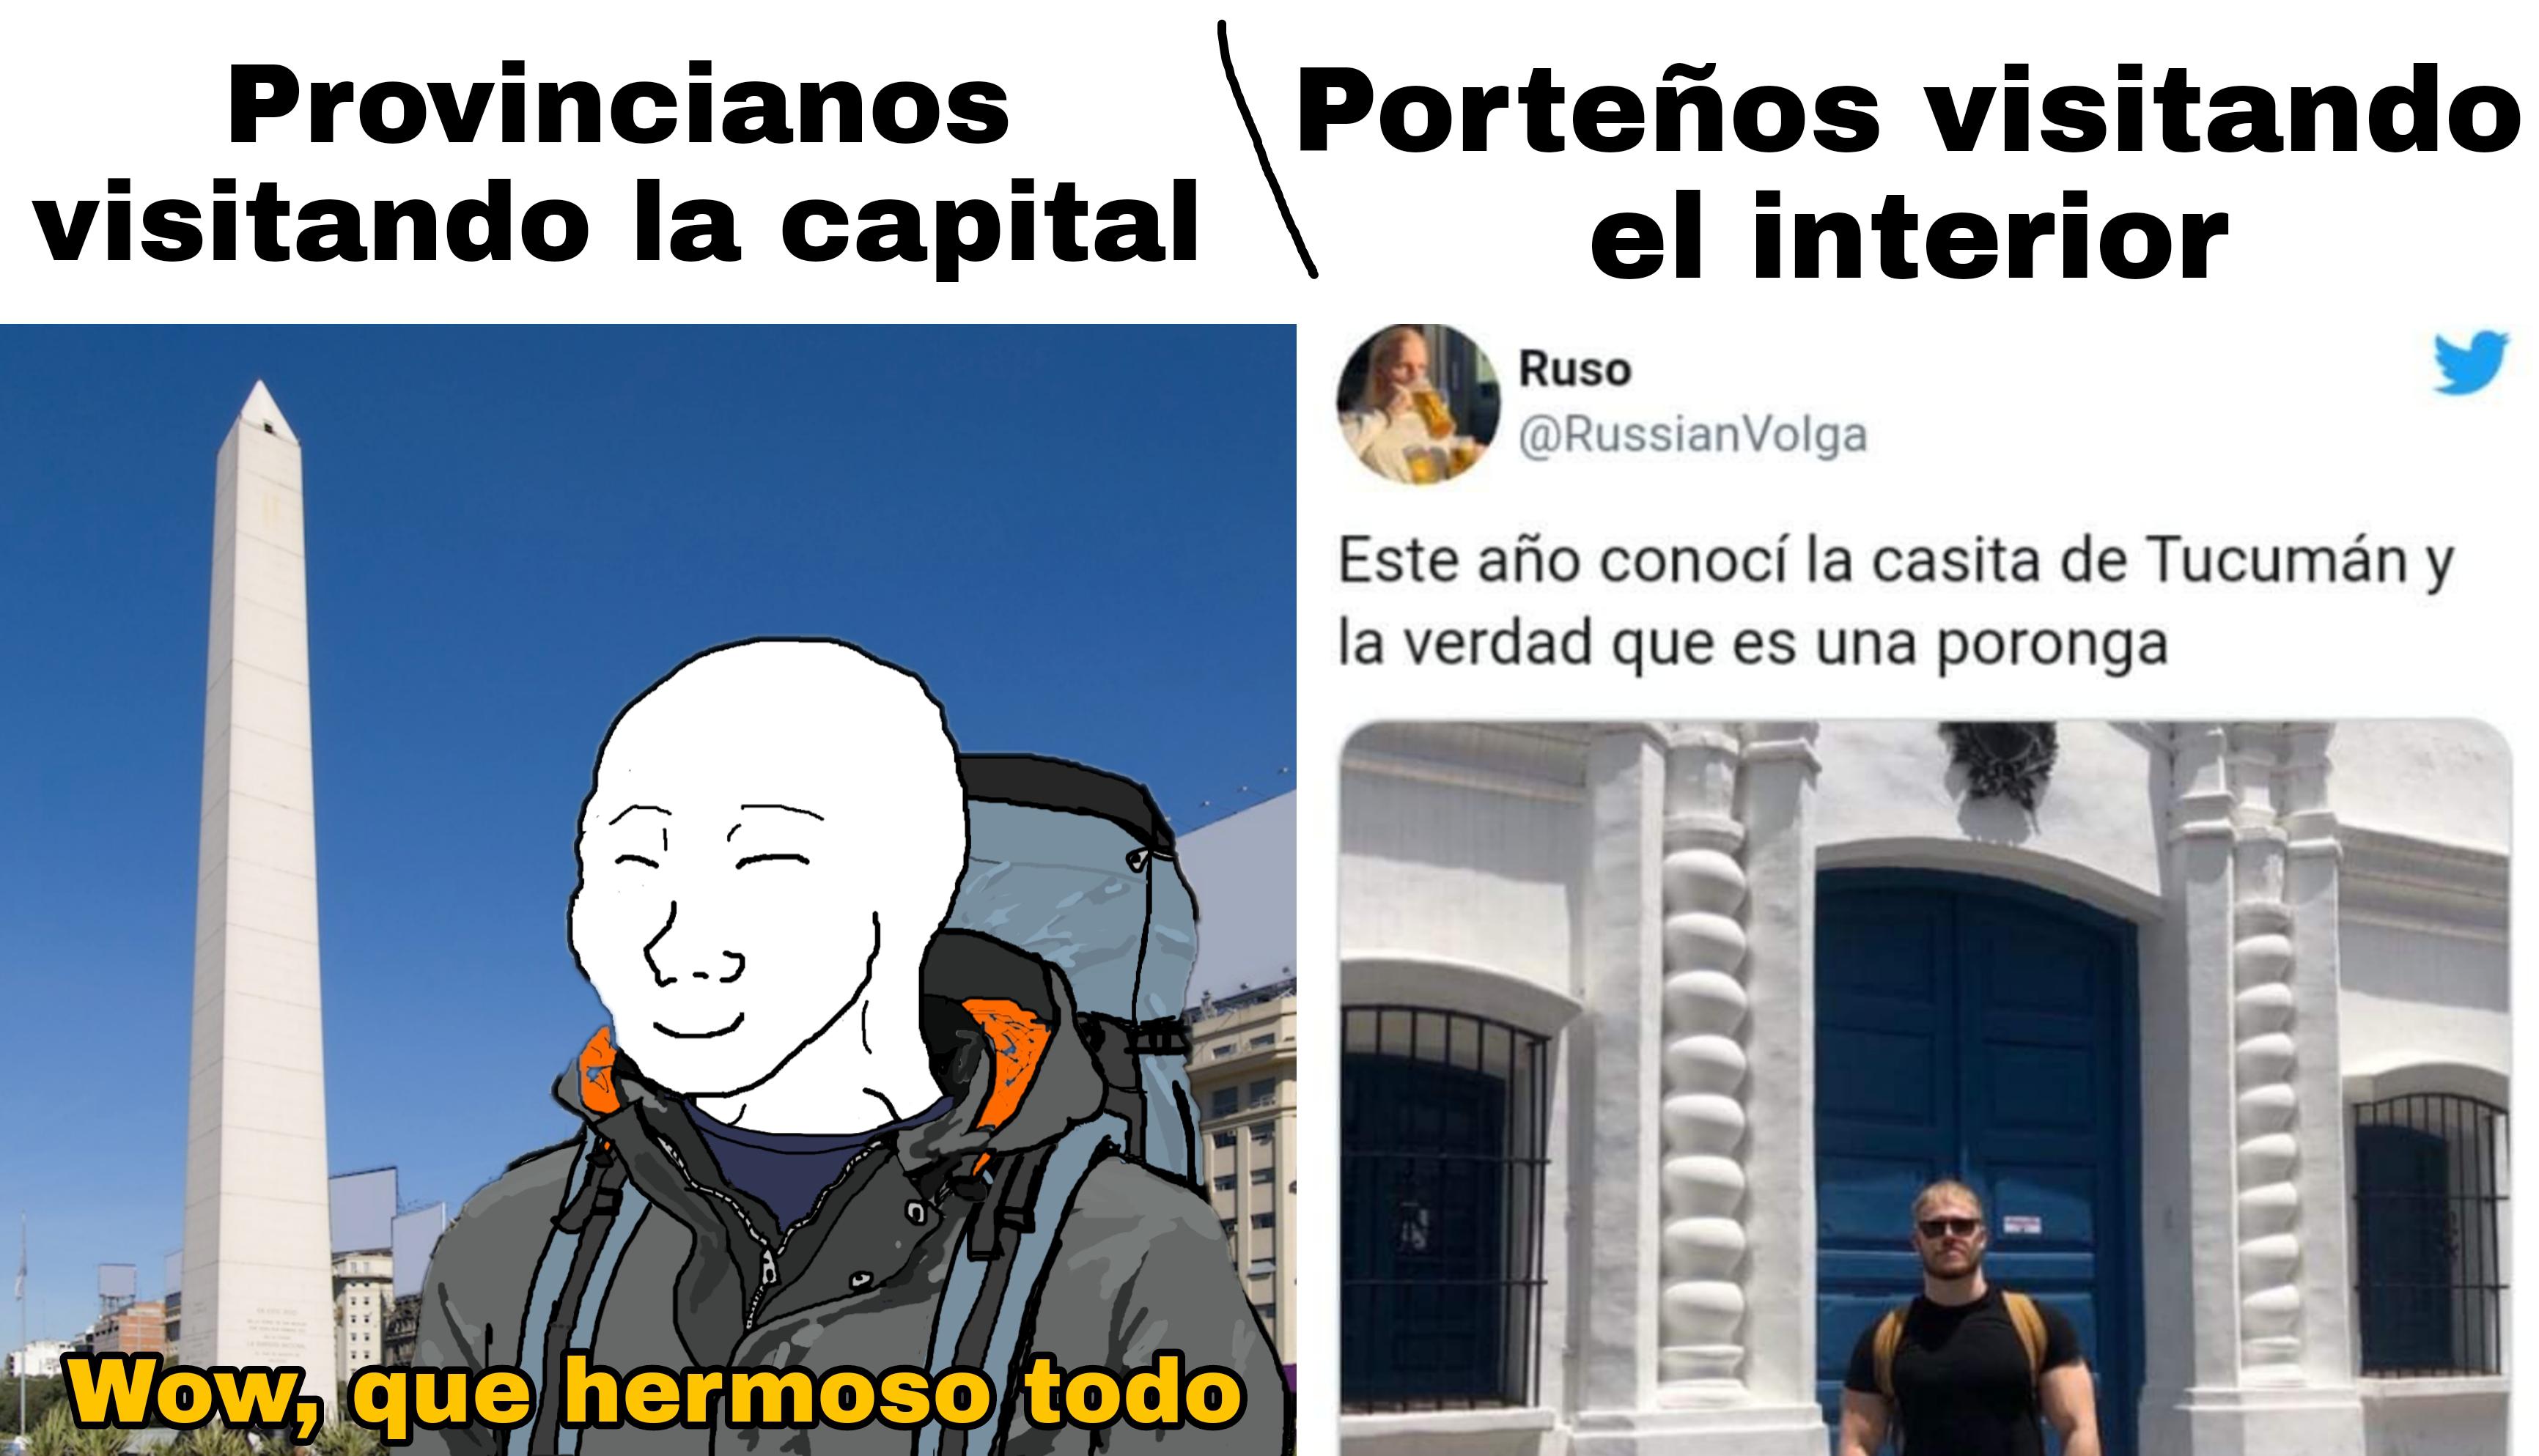 Provincianos
visitando la capital
Porteños visitando
el interior
Ruso
@RussianVolga
Este año conocí la casita de Tucumán y
la verdad que es una poronga
Wow, que hermoso todo